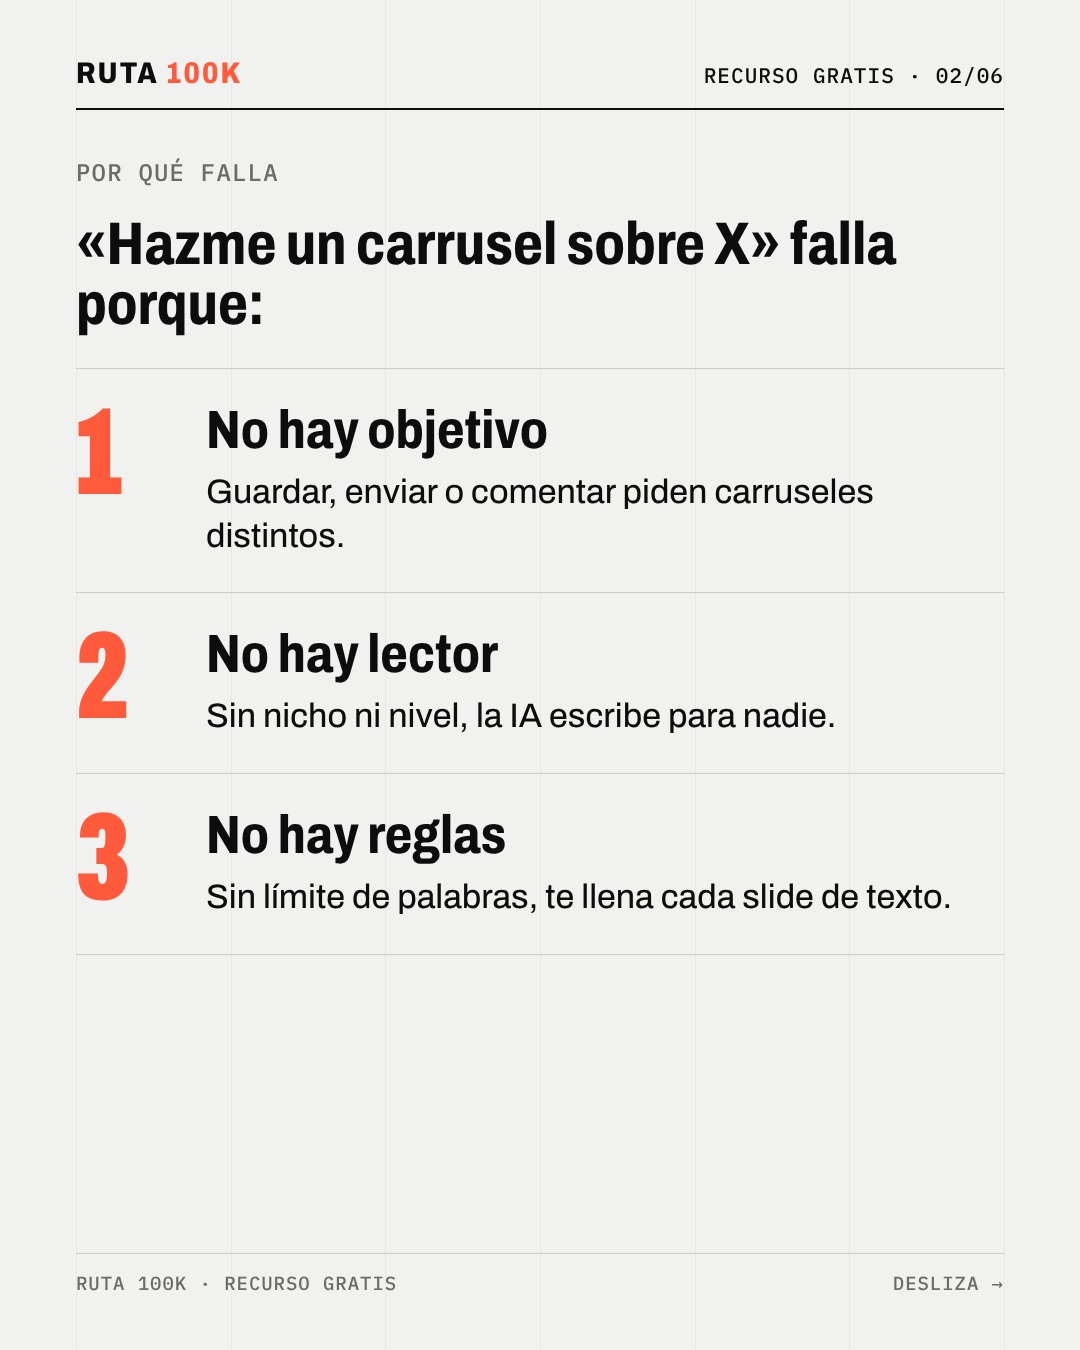 RUTA 100K
RECURSO GRATIS · 02/06
POR QUÉ FALLA
«Hazme un carrusel sobre X» falla
porque:
1
No hay objetivo
Guardar, enviar o comentar piden carruseles
distintos.
2
No hay lector
Sin nicho ni nivel, la IA escribe para nadie.
3
No hay reglas
Sin límite de palabras, te llena cada slide de texto.
RUTA 100K · RECURSO GRATIS
DESLIZA →